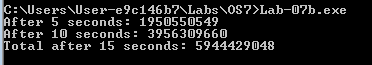 C:\Users\User-e9c146b7\Labs\OS7>Lab-07b.exe
After 5 seconds: 1950550549
After 10 seconds: 3956309660
Total after 15 seconds: 5944429048